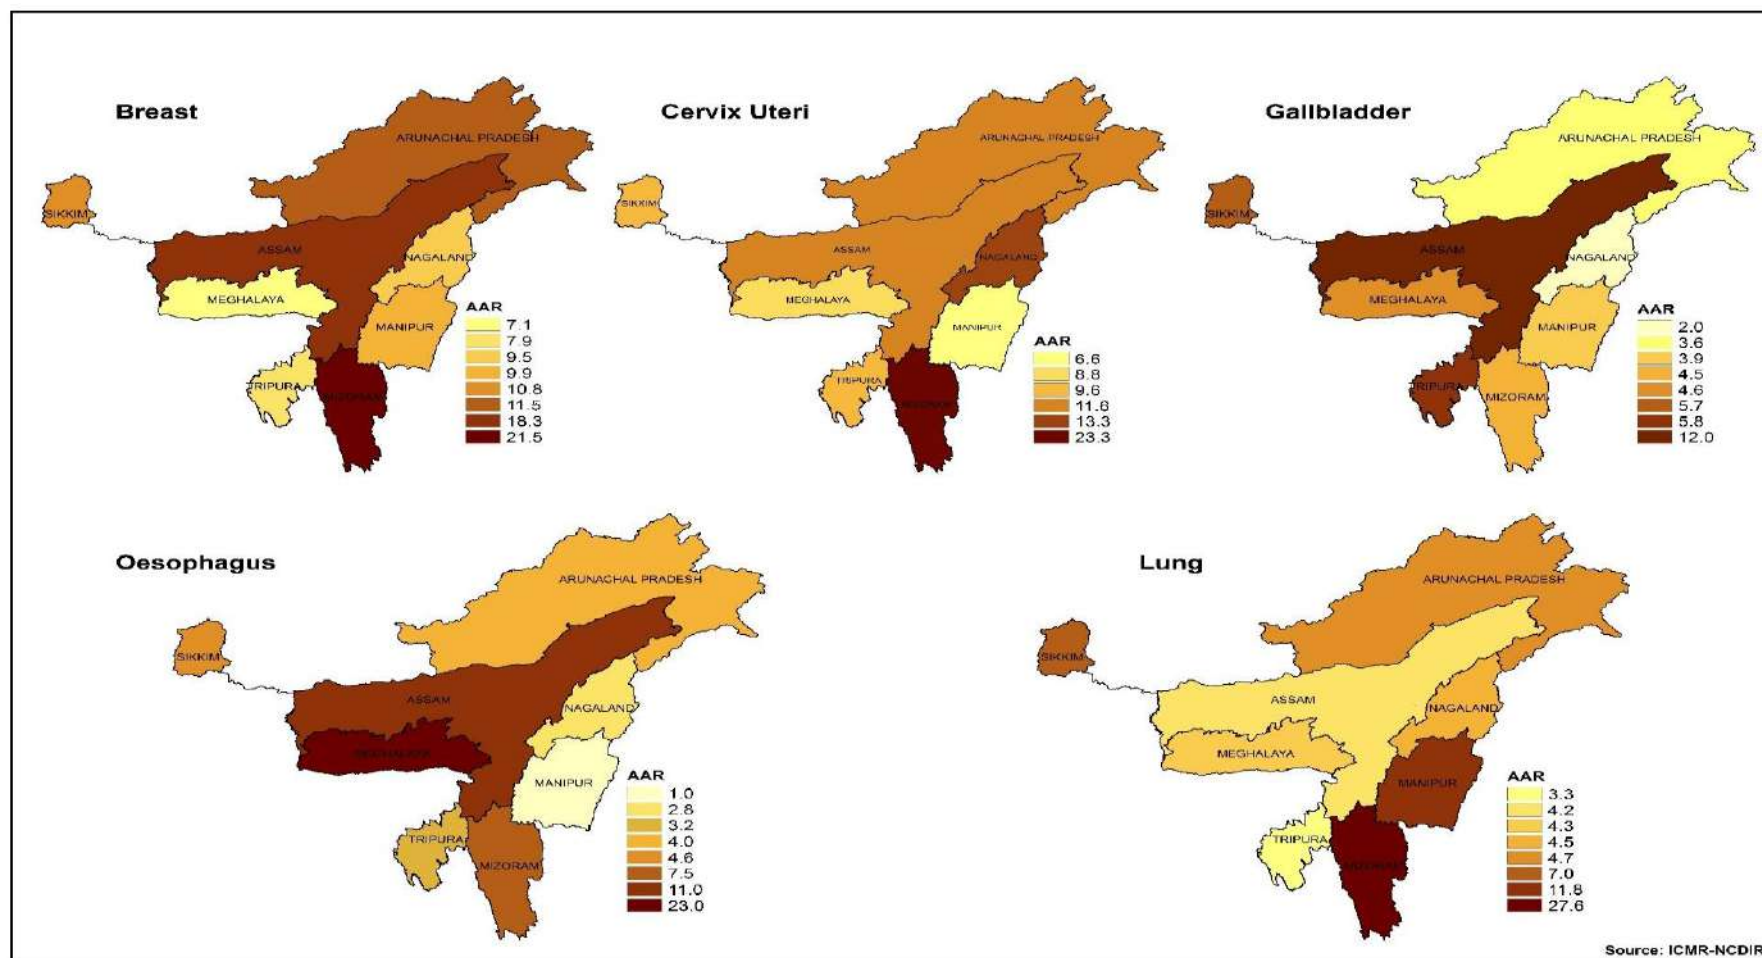 Breast
ARUNACHAL PRADESH
SIKKIM
ASSAM
NAGALAND
MEGHALAYA
MANIPUR
TRIPURA
MIZORAM
AAR
7.1
7.9
9.5
9.9
10.8
11.5
18.3
21.5
Cervix Uteri
ARUNACHAL PRADESH
SIKKIM
ASSAM
NAGALAND
MEGHALAYA
MANIPUR
TRIPURA
MIZORAM
AAR
6.6
8.8
9.6
11.6
13.3
23.3
Gallbladder
ARUNACHAL PRADESH
SIKKIM
ASSAM
NAGALAND
MEGHALAYA
MANIPUR
TRIPURA
MIZORAM
AAR
2.0
3.6
3.9
4.5
4.6
5.7
5.8
12.0
Oesophagus
ARUNACHAL PRADESH
SIKKIM
ASSAM
NAGALAND
MEGHALAYA
MANIPUR
TRIPURA
MIZORAM
AAR
1.0
2.8
3.2
4.0
4.6
7.5
11.0
23.0
Lung
ARUNACHAL PRADESH
SIKKIM
ASSAM
NAGALAND
MEGHALAYA
MANIPUR
TRIPURA
MIZORAM
AAR
3.3
4.2
4.3
4.5
4.7
7.0
11.8
27.6
Source: ICMR-NCDIR